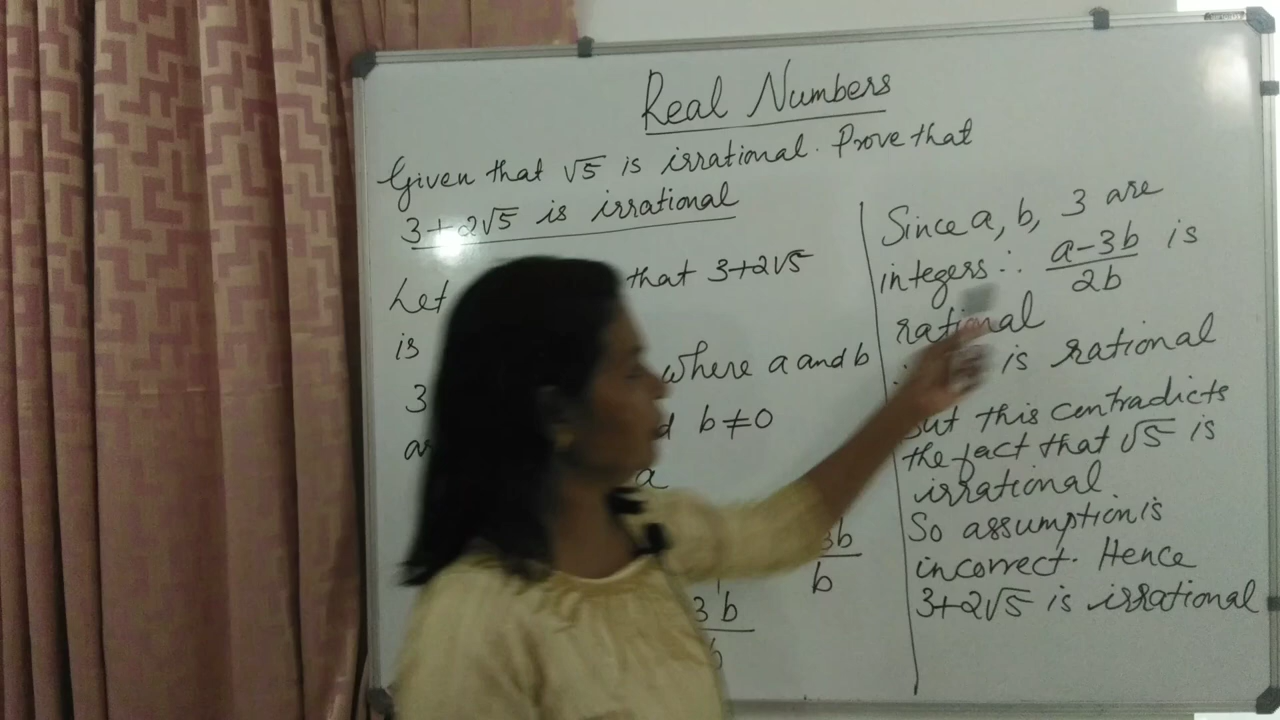 Real Numbers
Given that √5 is irrational. Prove that
3+2√5 is irrational
Let that 3+2√5
is
3 where a and b
b≠0
a
3b
b
3b
b
Since a, b, 3 are
integers ∴ a-3b/2b is
rational
is rational
But this contradicts
the fact that √5 is
irrational.
So assumption is
incorrect. Hence
3+2√5 is irrational